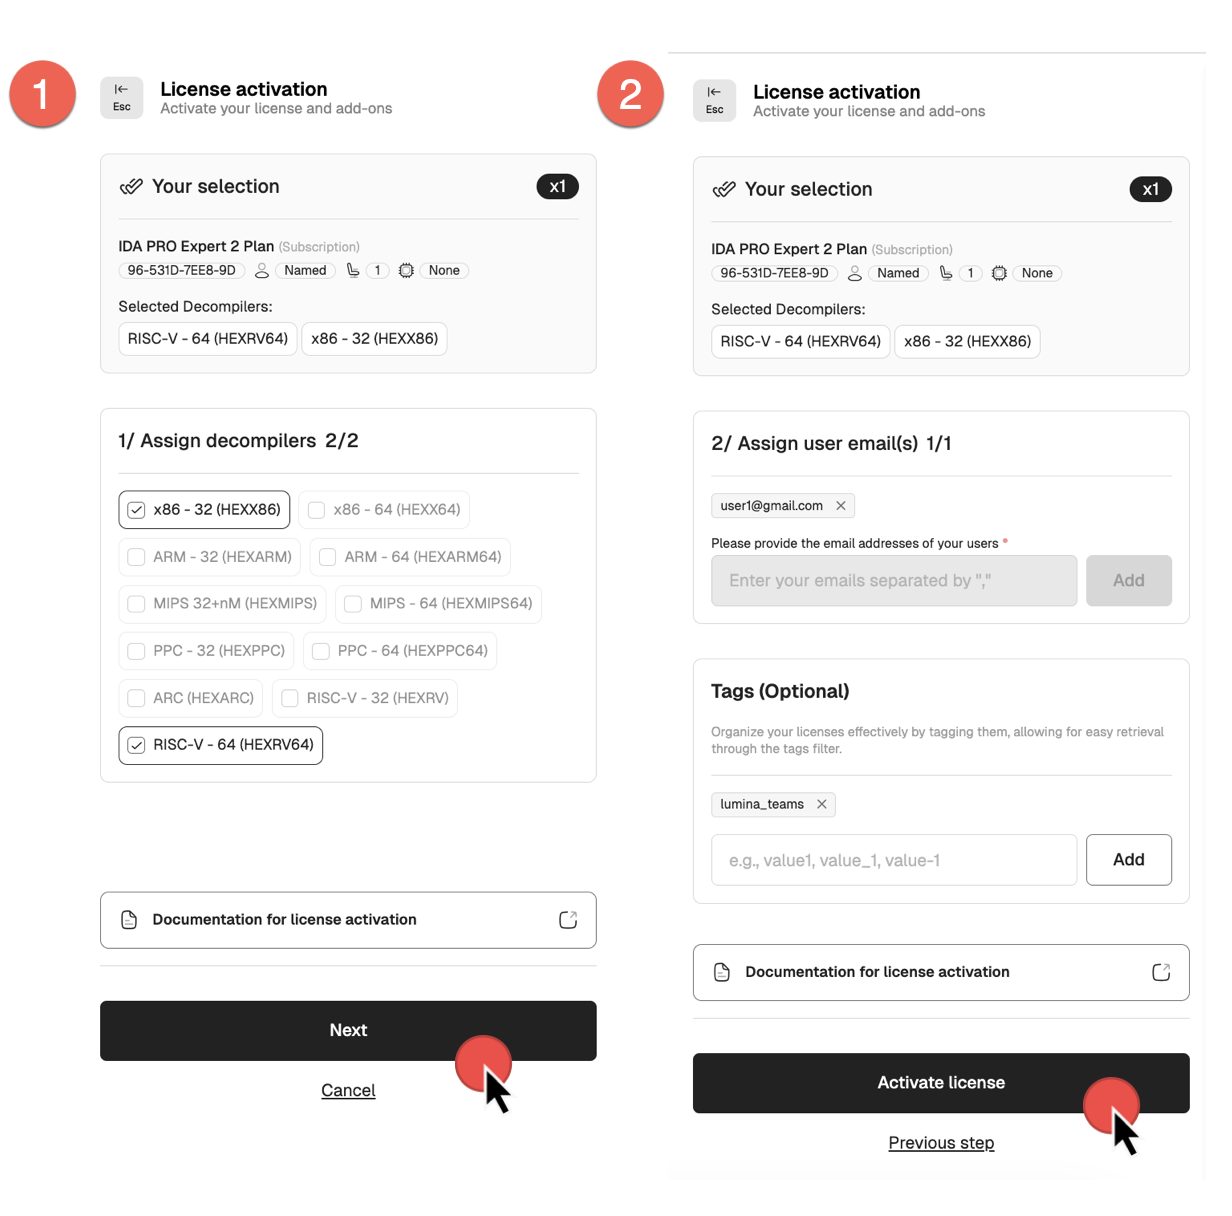 1
Esc
License activation
Activate your license and add-ons
Your selection
x1
IDA PRO Expert 2 Plan (Subscription)
96-531D-7EE8-9D Named 1 None
Selected Decompilers:
RISC-V - 64 (HEXRV64) x86 - 32 (HEXX86)
1/ Assign decompilers 2/2
x86 - 32 (HEXX86) x86 - 64 (HEXX64)
ARM - 32 (HEXARM) ARM - 64 (HEXARM64)
MIPS 32+nM (HEXMIPS) MIPS - 64 (HEXMIPS64)
PPC - 32 (HEXPPC) PPC - 64 (HEXPPC64)
ARC (HEXARC) RISC-V - 32 (HEXRV)
RISC-V - 64 (HEXRV64)
Documentation for license activation
Next
Cancel
2
Esc
License activation
Activate your license and add-ons
Your selection
x1
IDA PRO Expert 2 Plan (Subscription)
96-531D-7EE8-9D Named 1 None
Selected Decompilers:
RISC-V - 64 (HEXRV64) x86 - 32 (HEXX86)
2/ Assign user email(s) 1/1
user1@gmail.com
Please provide the email addresses of your users *
Enter your emails separated by ","
Add
Tags (Optional)
Organize your licenses effectively by tagging them, allowing for easy retrieval
through the tags filter.
lumina_teams
e.g., value1, value_1, value-1
Add
Documentation for license activation
Activate license
Previous step